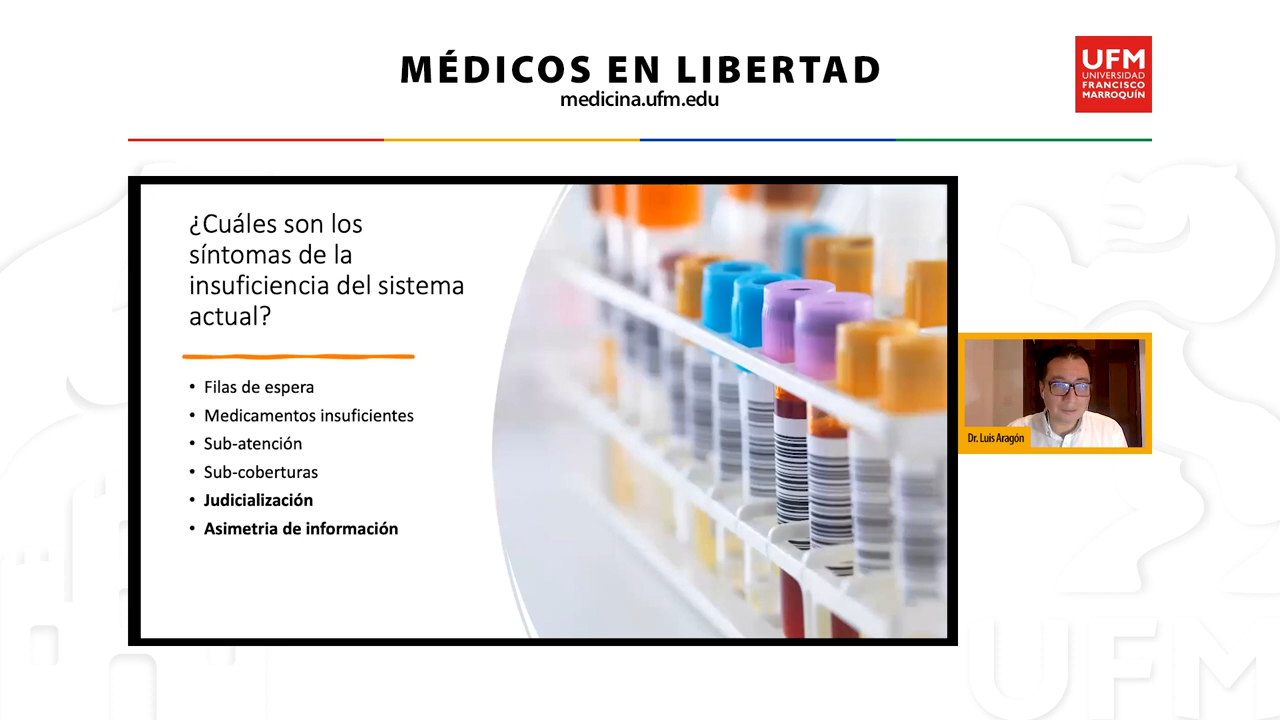 MÉDICOS EN LIBERTAD
medicina.ufm.edu
UFM
UNIVERSIDAD
FRANCISCO
MARROQUÍN
¿Cuáles son los
síntomas de la
insuficiencia del sistema
actual?
• Filas de espera
• Medicamentos insuficientes
• Sub-atención
• Sub-coberturas
• Judicialización
• Asimetria de información
Dr. Luis Aragón
UFM